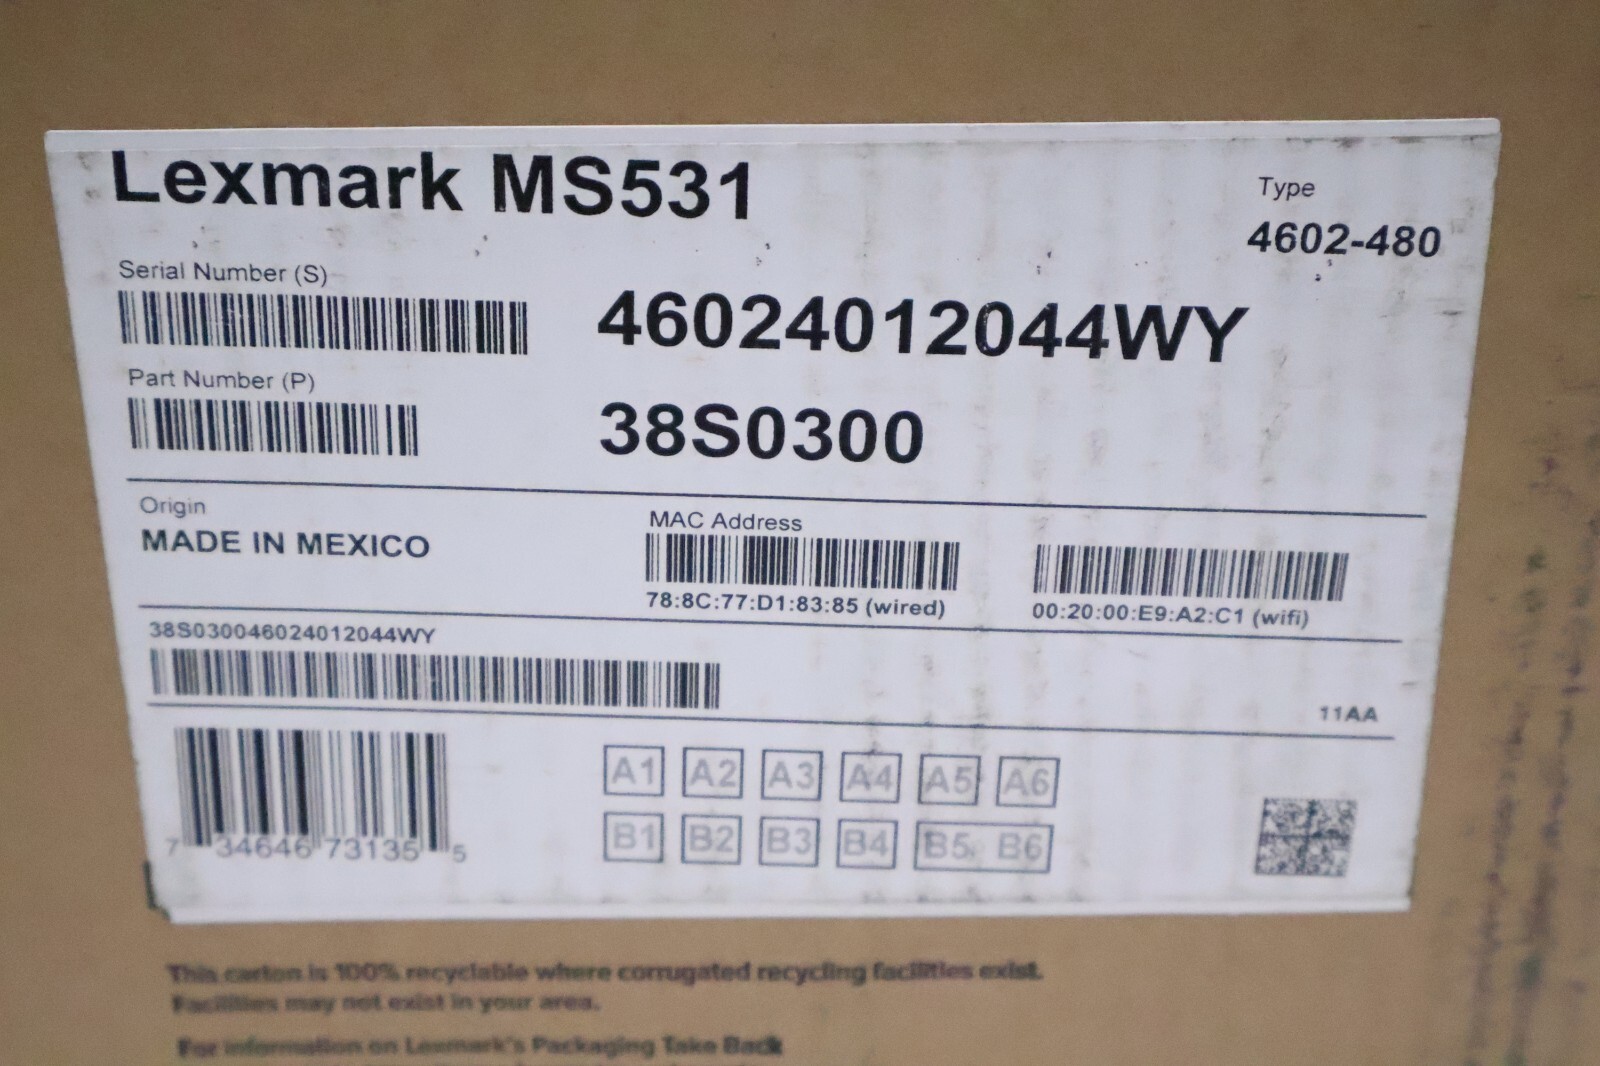 Lexmark MS531
Type
4602-480
Serial Number (S)
46024012044WY
Part Number (P)
38S0300
Origin
MADE IN MEXICO
MAC Address
78:8C:77:D1:83:85 (wired)
00:20:00:E9:A2:C1 (wifi)
38S030046024012044WY
11AA
7 34646 73135 5
A1 A2 A3 A4 A5 A6
B1 B2 B3 B4 B5 B6
This carton is 100% recyclable where corrugated recycling facilities exist.
Facilities may not exist in your area.
For information on Lexmark's Packaging Take Back